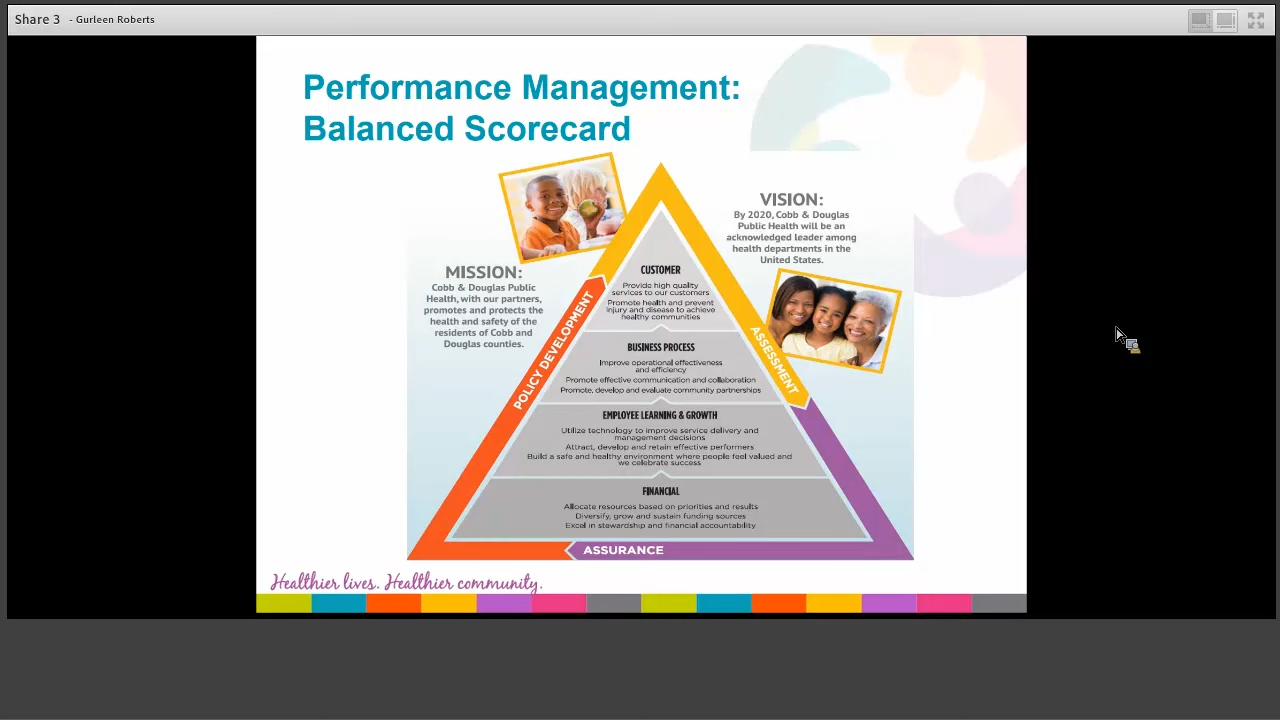 Share 3 - Gurleen Roberts
Performance Management:
Balanced Scorecard
VISION:
By 2020, Cobb & Douglas
Public Health will be an
acknowledged leader among
health departments in the
United States.
MISSION:
Cobb & Douglas Public
Health, with our partners,
promotes and protects the
health and safety of the
residents of Cobb and
Douglas counties.
POLICY DEVELOPMENT
ASSESSMENT
CUSTOMER
Provide high quality
services to our customers
Promote health and prevent
injury and disease to achieve
healthy communities
BUSINESS PROCESS
Improve operational effectiveness
and efficiency
Promote effective communication and collaboration
Promote, develop and evaluate community partnerships
EMPLOYEE LEARNING & GROWTH
Utilize technology to improve service delivery and
management decisions
Attract, develop and retain effective performers
Build a safe and healthy environment where people feel valued and
we celebrate success
FINANCIAL
Allocate resources based on priorities and results
Diversify, grow and sustain funding sources
Excel in stewardship and financial accountability
ASSURANCE
Healthier lives. Healthier community.